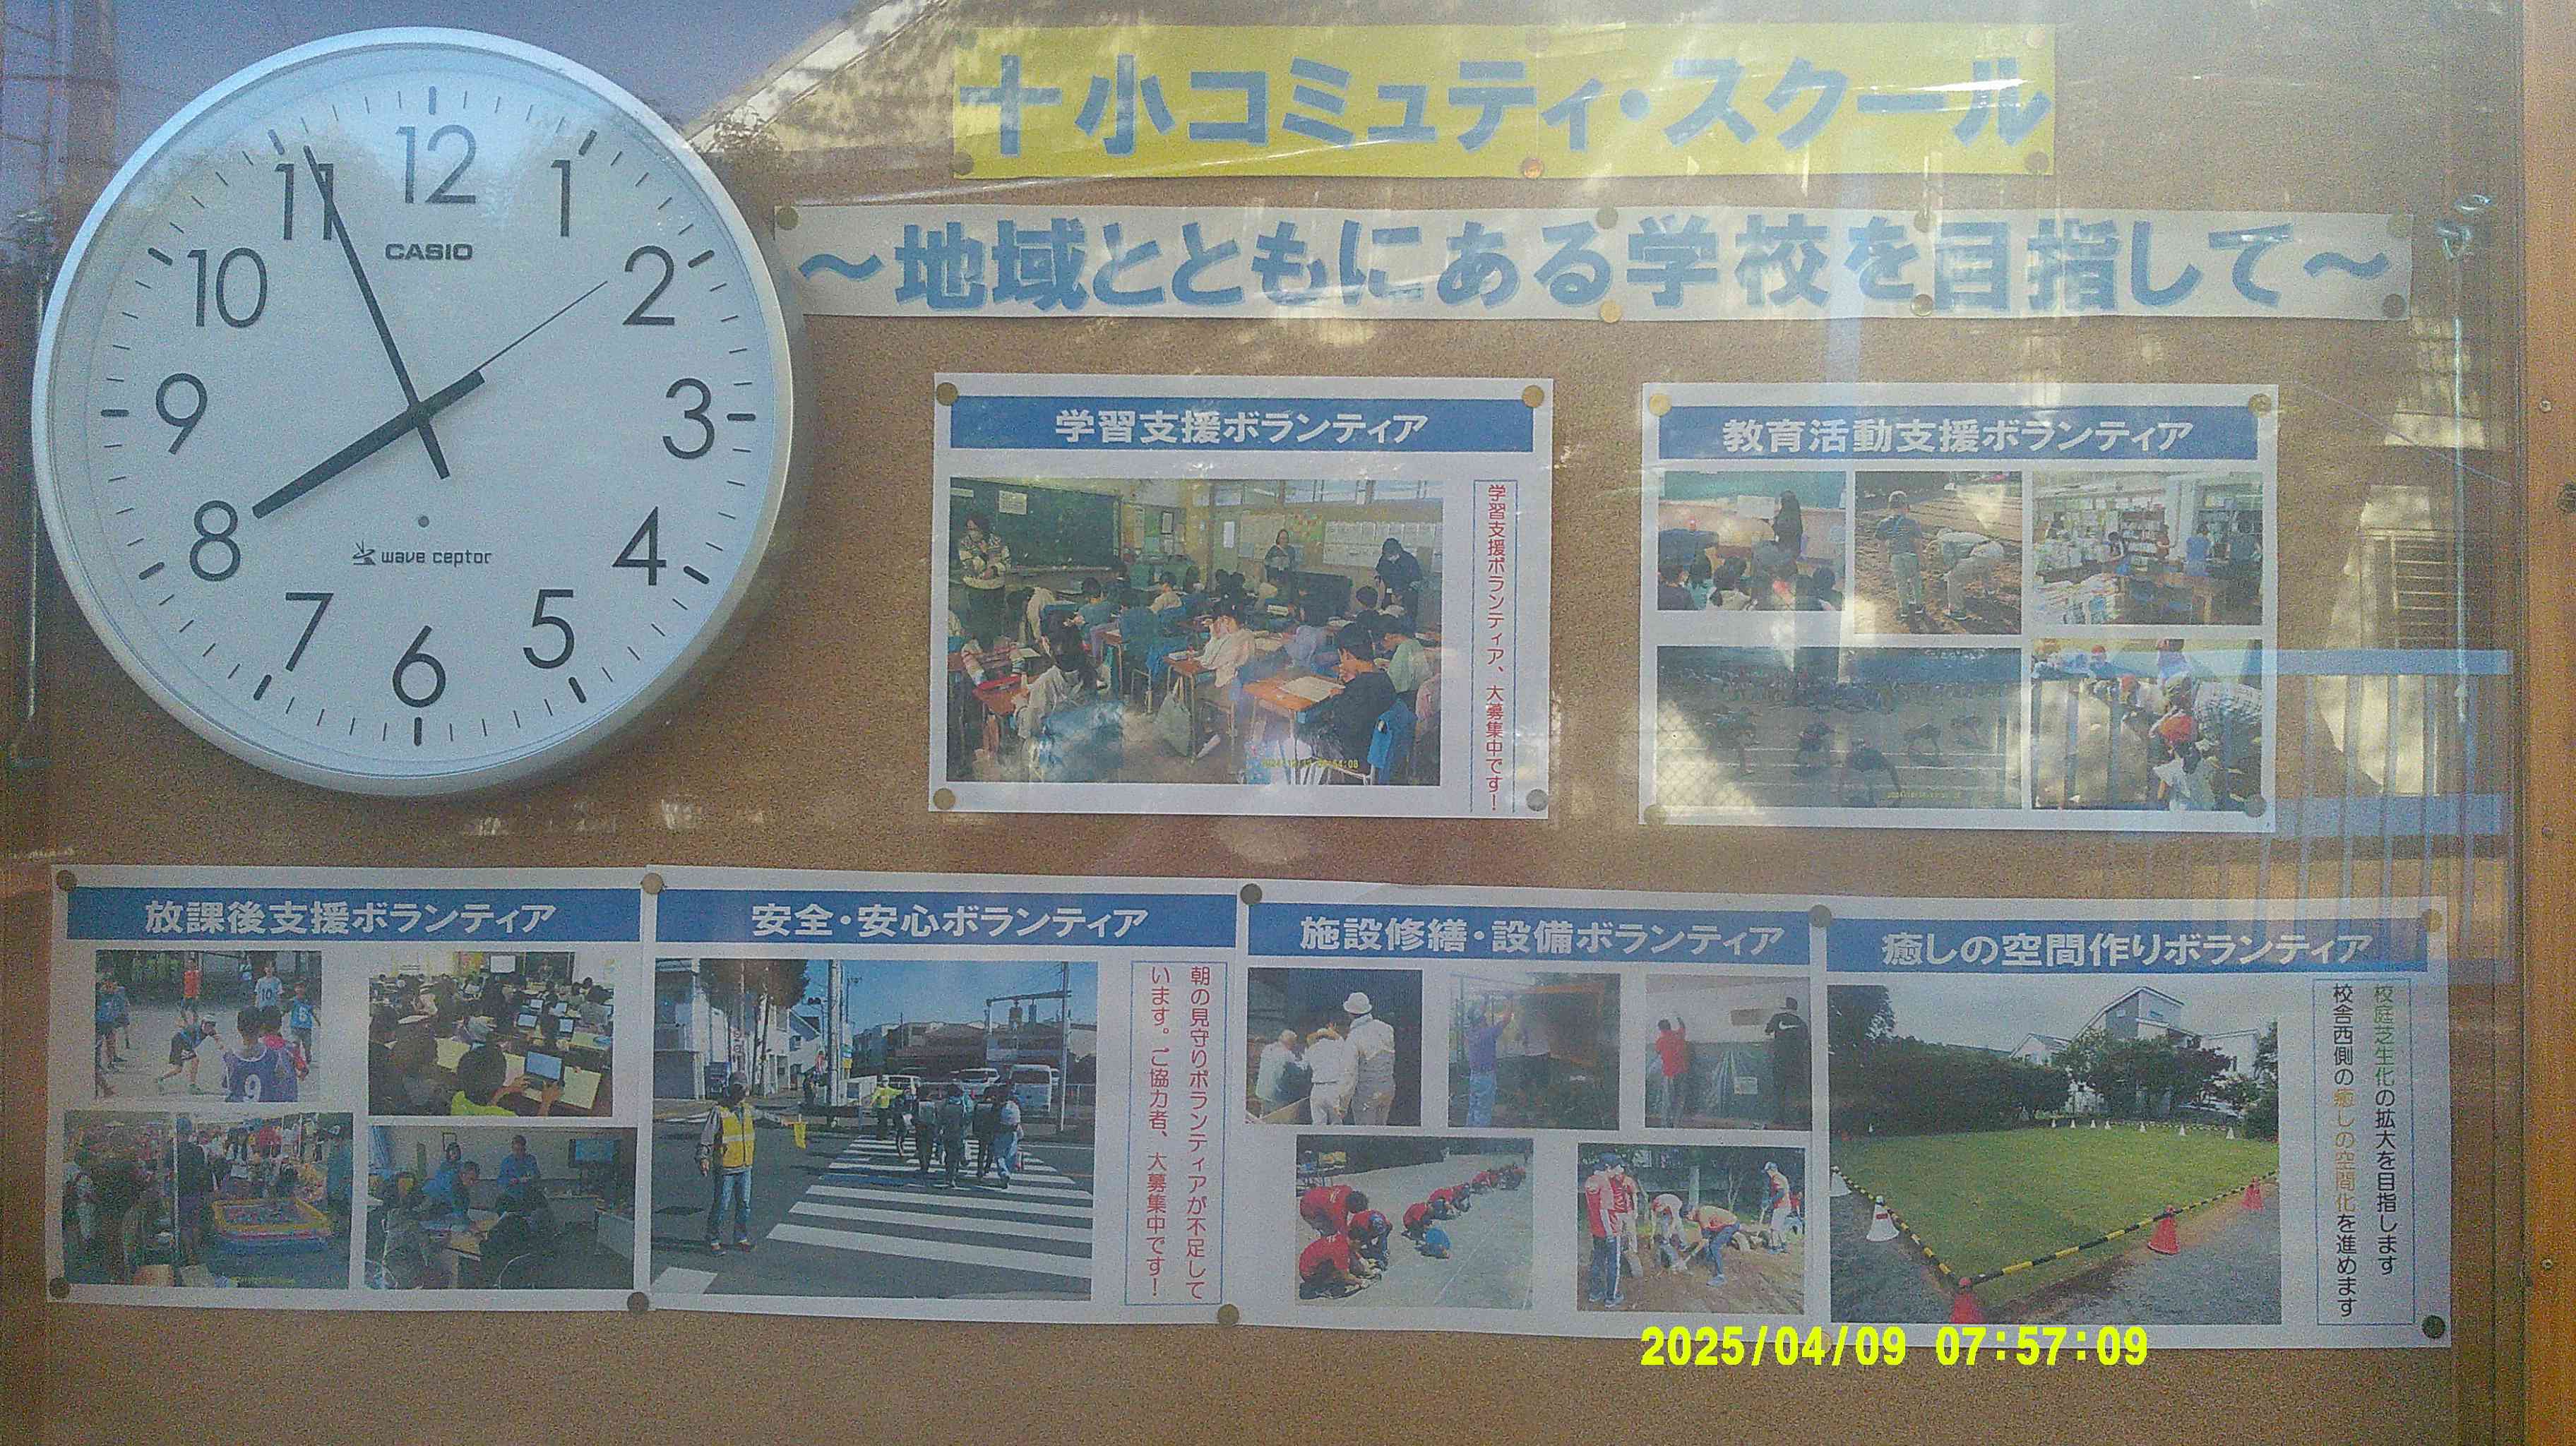 十小コミュティ・スクール
～地域とともにある学校を目指して～
12
1
2
3
4
5
6
7
8
9
10
11
CASIO
wave ceptor
学習支援ボランティア
学習支援ボランティア、大募集中です！
教育活動支援ボランティア
放課後支援ボランティア
安全・安心ボランティア
朝の見守りボランティアが不足して
います。ご協力者、大募集中です！
施設修繕・設備ボランティア
癒しの空間作りボランティア
校庭芝生化の拡大を目指します
校舎西側の癒しの空間化を進めます
10
9
2025/04/09 07:57:09